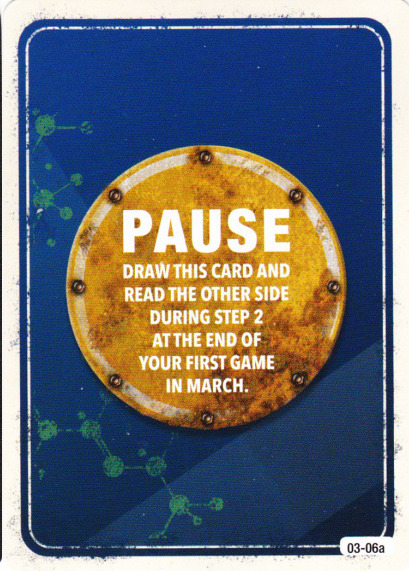 PAUSE
DRAW THIS CARD AND
READ THE OTHER SIDE
DURING STEP 2
AT THE END OF
YOUR FIRST GAME
IN MARCH.
03-06a